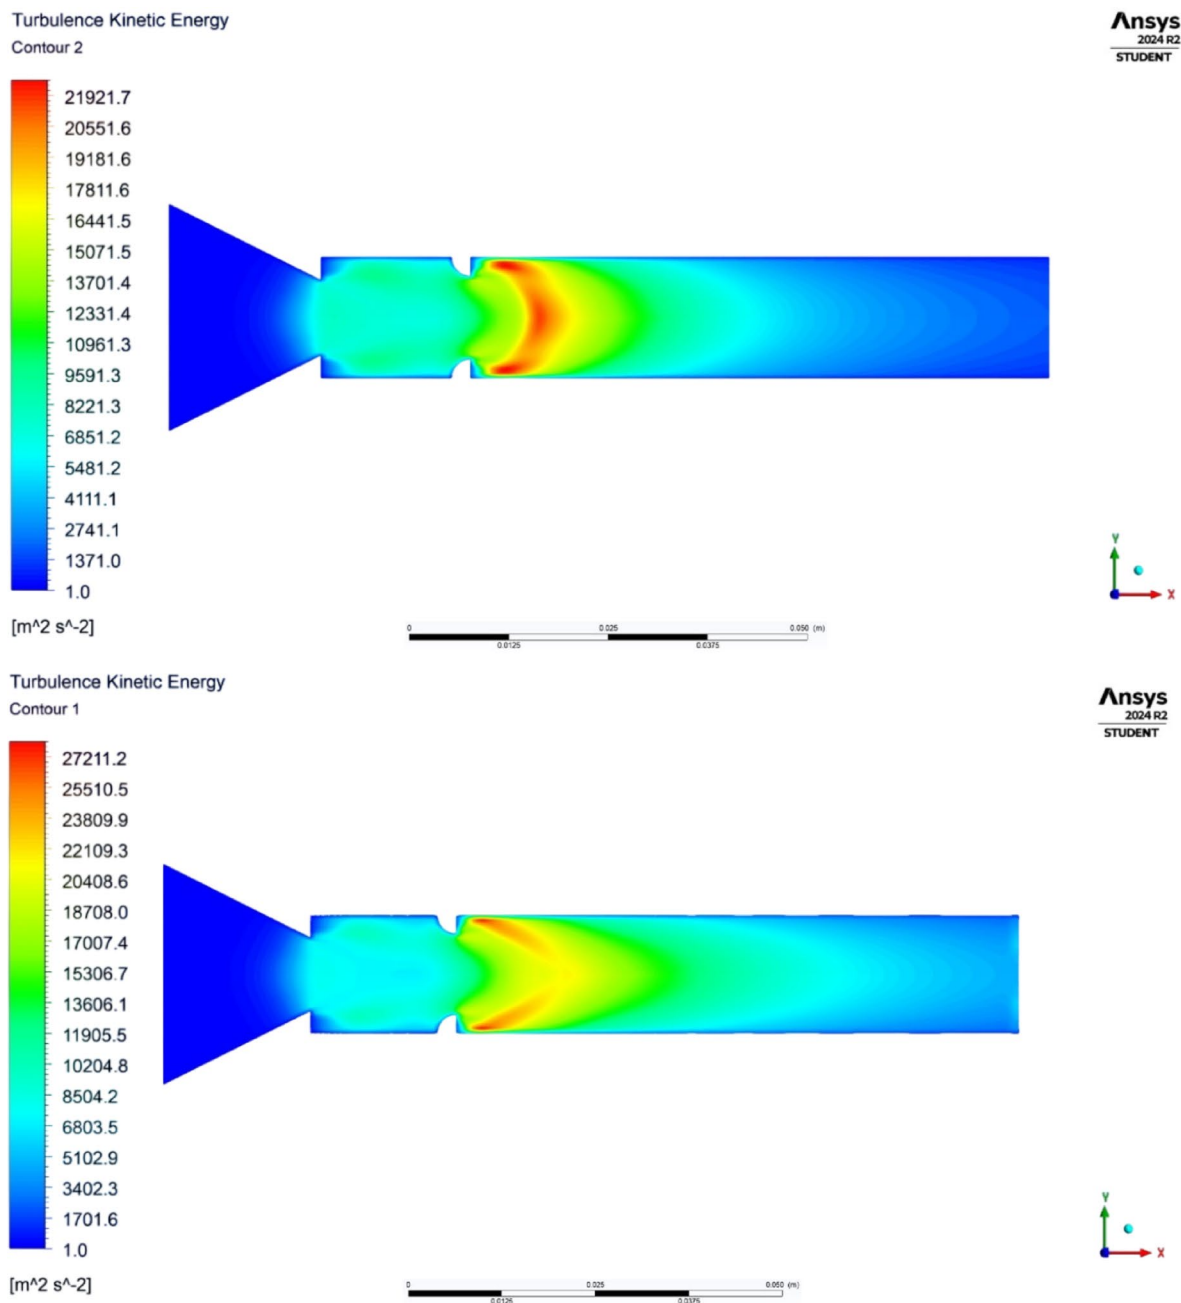 Turbulence Kinetic Energy
Contour 2
Ansys
2024 R2
STUDENT
21921.7
20551.6
19181.6
17811.6
16441.5
15071.5
13701.4
12331.4
10961.3
9591.3
8221.3
6851.2
5481.2
4111.1
2741.1
1371.0
1.0
[m^2 s^-2]
Y
X
0 0.025 0.050 (m)
0.0125 0.0375
Turbulence Kinetic Energy
Contour 1
Ansys
2024 R2
STUDENT
27211.2
25510.5
23809.9
22109.3
20408.6
18708.0
17007.4
15306.7
13606.1
11905.5
10204.8
8504.2
6803.5
5102.9
3402.3
1701.6
1.0
[m^2 s^-2]
Y
X
0 0.025 0.050 (m)
0.0125 0.0375